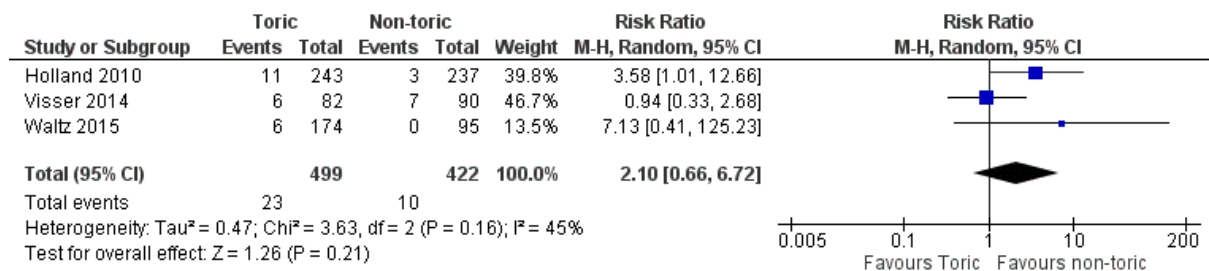 Toric Non-toric Risk Ratio Risk Ratio
Study or Subgroup Events Total Events Total Weight M-H, Random, 95% CI M-H, Random, 95% CI
Holland 2010 11 243 3 237 39.8% 3.58 [1.01, 12.66]
Visser 2014 6 82 7 90 46.7% 0.94 [0.33, 2.68]
Waltz 2015 6 174 0 95 13.5% 7.13 [0.41, 125.23]
Total (95% CI) 499 422 100.0% 2.10 [0.66, 6.72]
Total events 23 10
Heterogeneity: Tau² = 0.47; Chi² = 3.63, df = 2 (P = 0.16); I² = 45%
Test for overall effect: Z = 1.26 (P = 0.21)
0.005 0.1 1 10 200
Favours Toric Favours non-toric